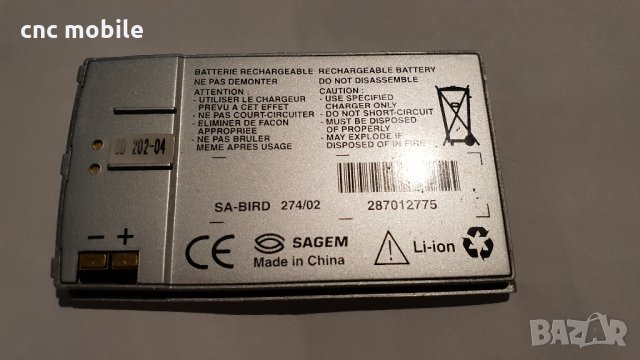 cnc mobile
BATTERIE RECHARGEABLE RECHARGEABLE BATTERY
NE PAS DEMONTER DO NOT DISASSEMBLE
ATTENTION :
- UTILISER LE CHARGEUR
PREVU A CET EFFET
- NE PAS COURT-CIRCUITER
- ELIMINER DE FACON
APPROPRIEE
- NE PAS BRULER
MEME APRES USAGE
CAUTION :
- USE SPECIFIED
CHARGER ONLY
- DO NOT SHORT-CIRCUIT
- MUST BE DISPOSED
OF PROPERLY
- MAY EXPLODE IF
DISPOSED OF IN FIRE
202-04
SA-BIRD 274/02 287012775
- +
CE SAGEM
Made in China
Li-ion
BAZAR